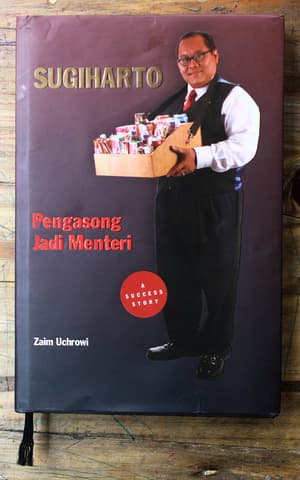 SUGIHARTO
Pengasong
Jadi Menteri
A
SUCCESS
STORY
Zaim Uchrowi